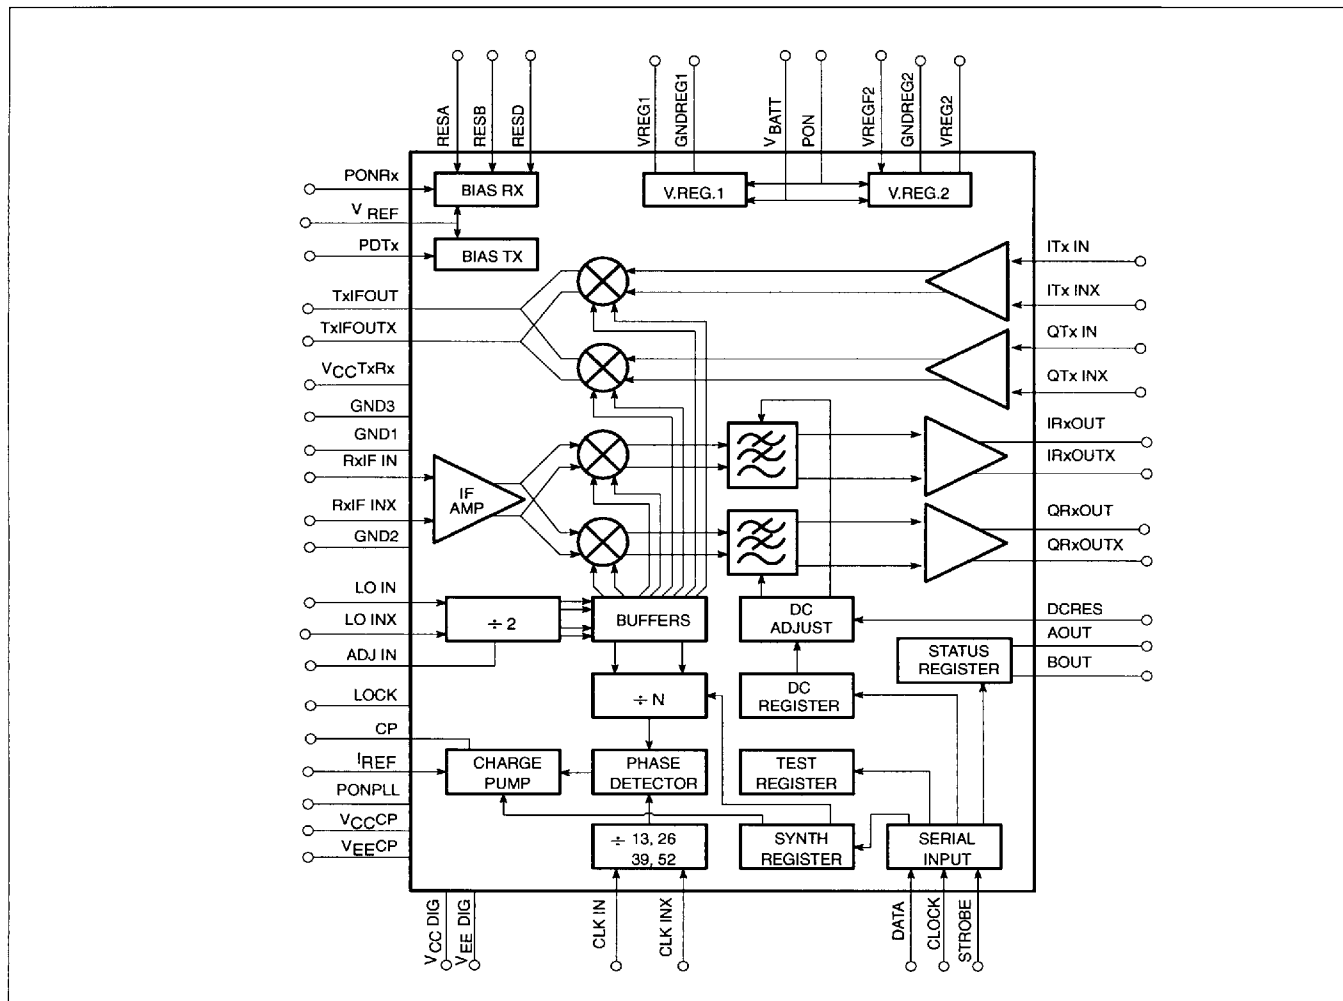 RESA
RESB
RESD
VREG1
GNDREG1
VBATT
PON
VREGF2
GNDREG2
VREG2
PONRx
BIAS RX
V.REG.1
V.REG.2
V REF
PDTx
BIAS TX
ITx IN
TxIFOUT
ITx INX
TxIFOUTX
QTx IN
VCCTxRx
QTx INX
GND3
IRxOUT
GND1
IRxOUTX
RxIF IN
IF
AMP
RxIF INX
QRxOUT
GND2
QRxOUTX
LO IN
÷ 2
BUFFERS
DC
ADJUST
DCRES
LO INX
AOUT
STATUS
REGISTER
ADJ IN
BOUT
LOCK
÷ N
DC
REGISTER
CP
IREF
CHARGE
PUMP
PHASE
DETECTOR
TEST
REGISTER
PONPLL
VCCCP
÷ 13, 26
39, 52
SYNTH
REGISTER
SERIAL
INPUT
VEECP
VCC DIG
VEE DIG
CLK IN
CLK INX
DATA
CLOCK
STROBE